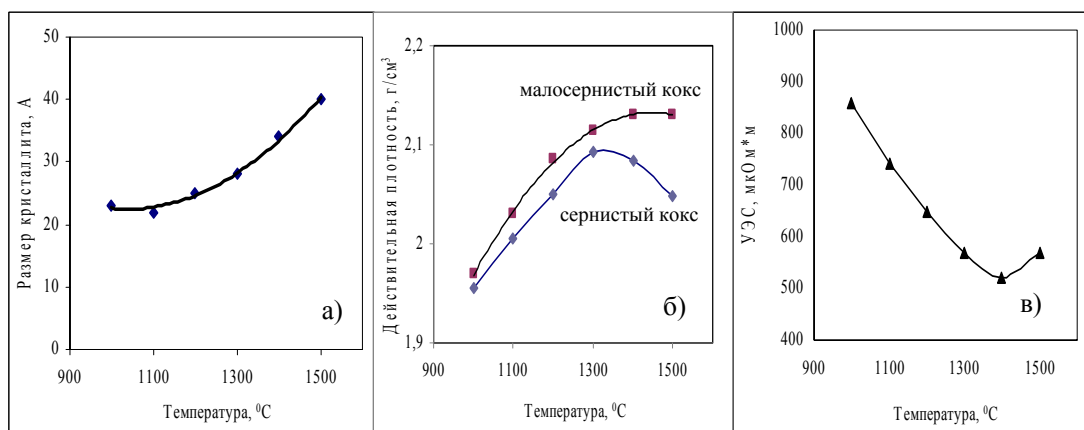 Размер кристаллита, А
50
40
30
20
10
0
900
1100
1300
1500
Температура, ⁰С
а)
Действительная плотность, г/см³
2,2
2,1
2
1,9
малосернистый кокс
сернистый кокс
900
1100
1300
1500
Температура, ⁰С
б)
УЭС, мкОм*м
1000
900
800
700
600
500
400
900
1100
1300
1500
Температура, ⁰С
в)